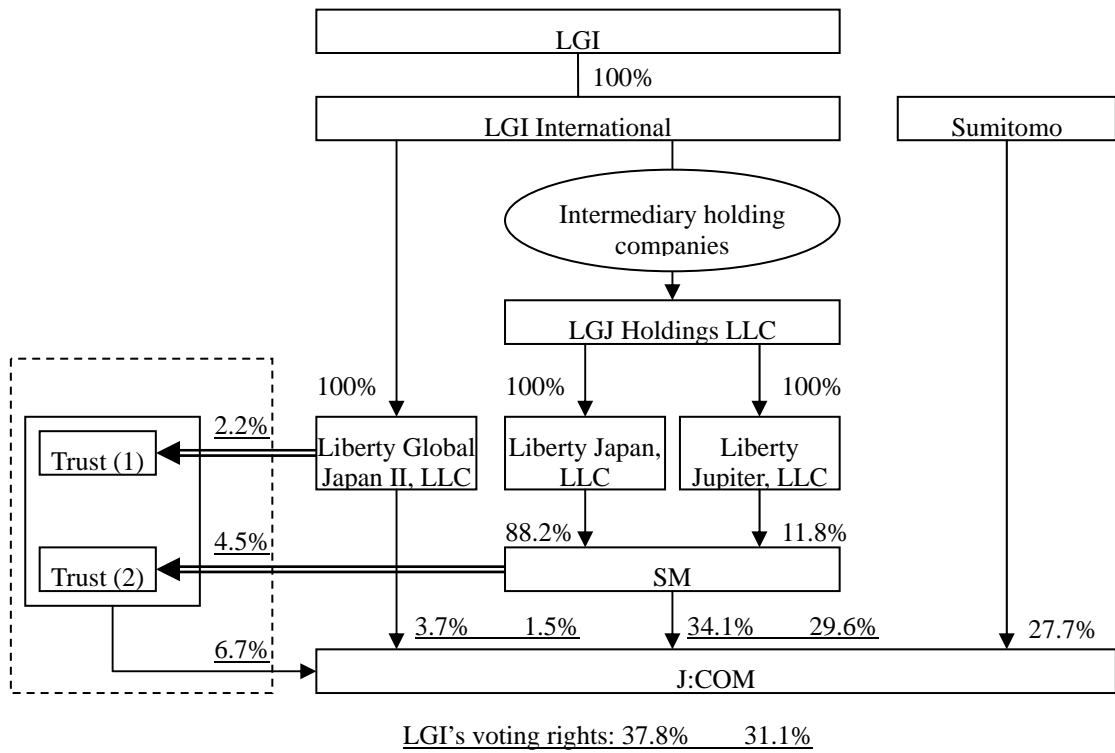 LGI
100%
LGI International
Sumitomo
Intermediary holding
companies
LGJ Holdings LLC
100%
100%
100%
2.2%
Trust (1)
Liberty Global
Japan II, LLC
Liberty Japan,
LLC
Liberty
Jupiter, LLC
4.5%
88.2%
11.8%
Trust (2)
SM
3.7% 1.5%
34.1% 29.6%
27.7%
6.7%
J:COM
LGI's voting rights: 37.8% 31.1%